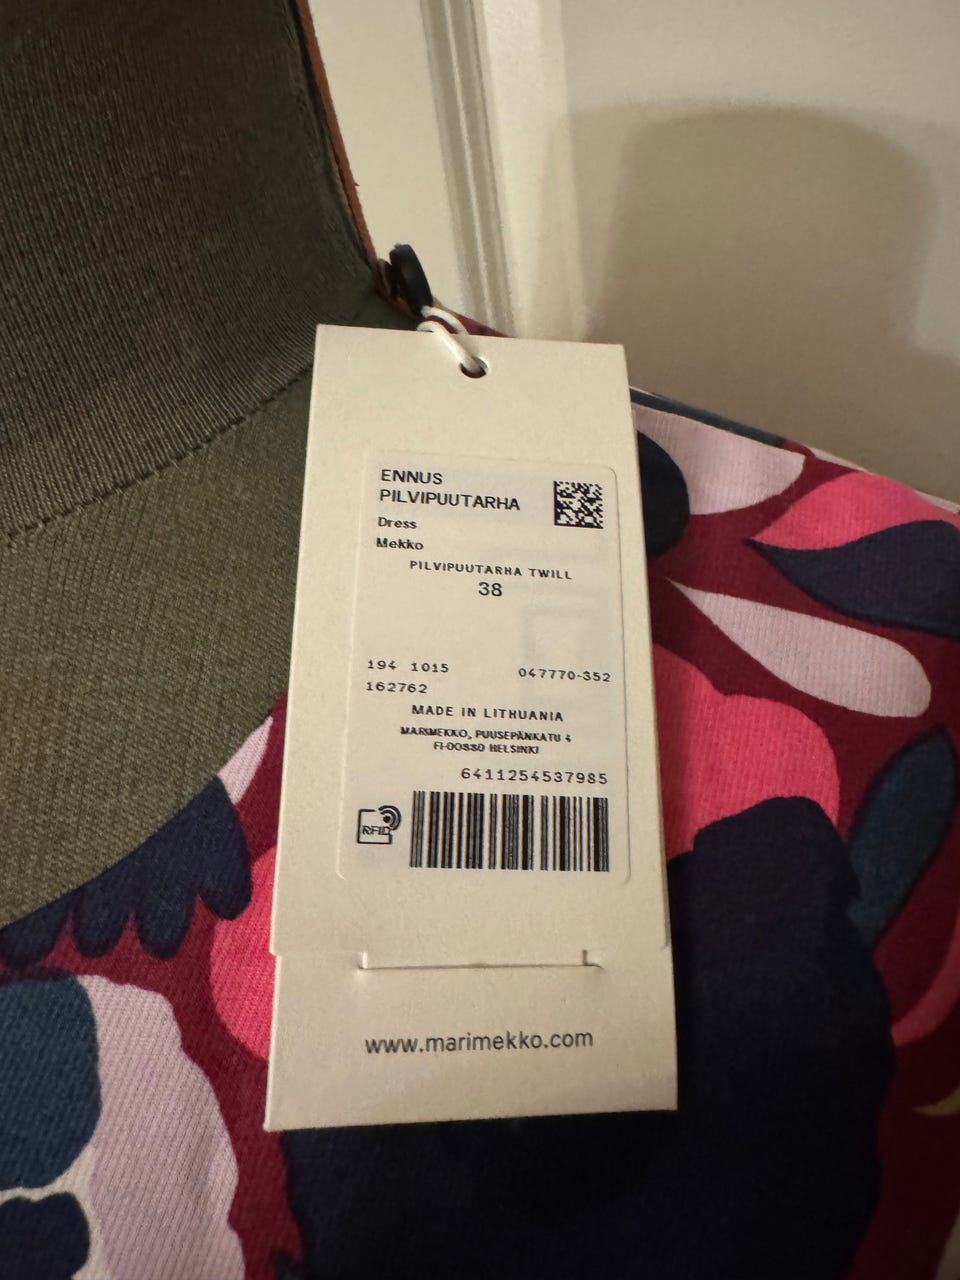 ENNUS
PILVIPUUTARHA
Dress
Mekko
PILVIPUUTARHA TWILL
38
194 1015 047770-352
162762
MADE IN LITHUANIA
MARIMEKKO, PUUSEPÄNKATU 4
FI-00880 HELSINKI
6411254537985
RFID
www.marimekko.com